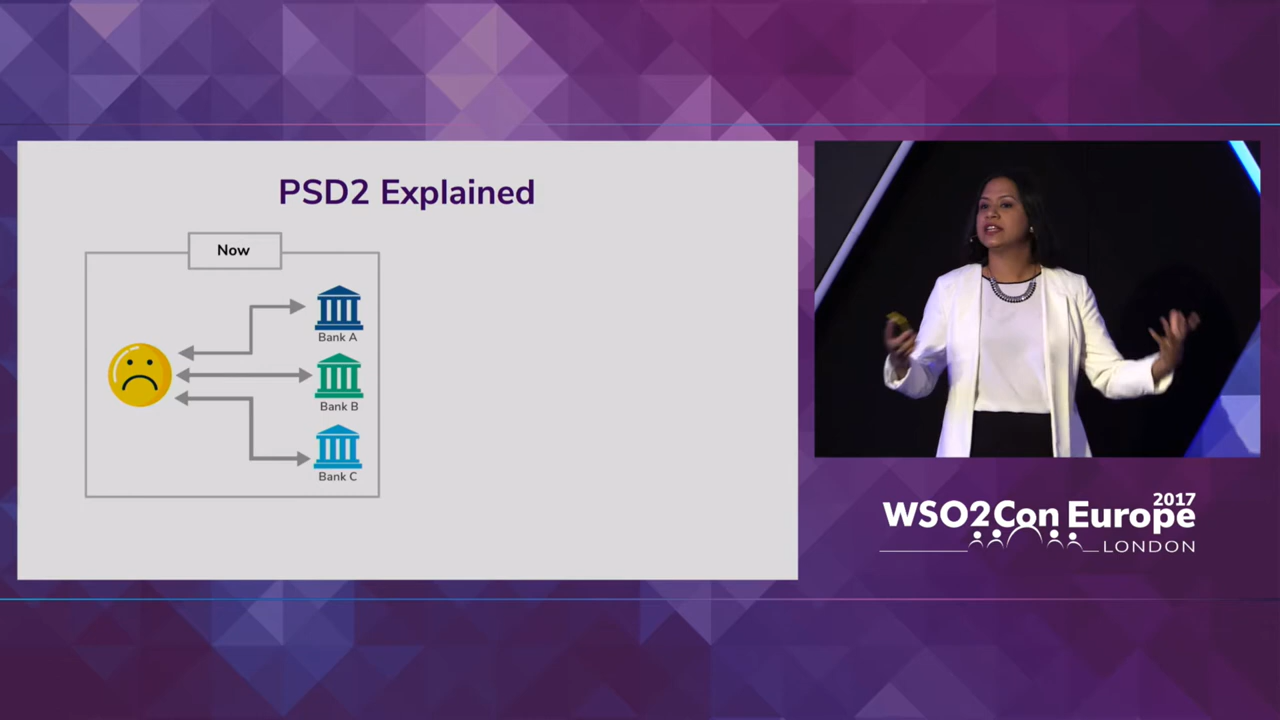 PSD2 Explained
Now
Bank A
Bank B
Bank C
2017
WSO2Con Europe
LONDON